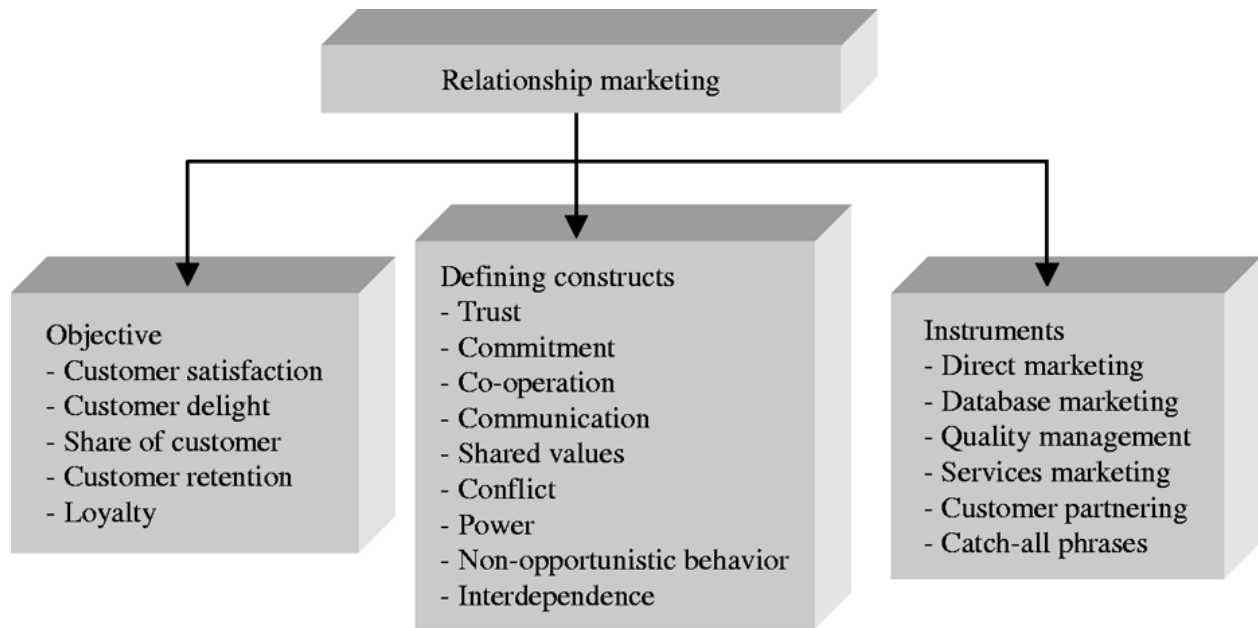 Relationship marketing
Objective
- Customer satisfaction
- Customer delight
- Share of customer
- Customer retention
- Loyalty
Defining constructs
- Trust
- Commitment
- Co-operation
- Communication
- Shared values
- Conflict
- Power
- Non-opportunistic behavior
- Interdependence
Instruments
- Direct marketing
- Database marketing
- Quality management
- Services marketing
- Customer partnering
- Catch-all phrases